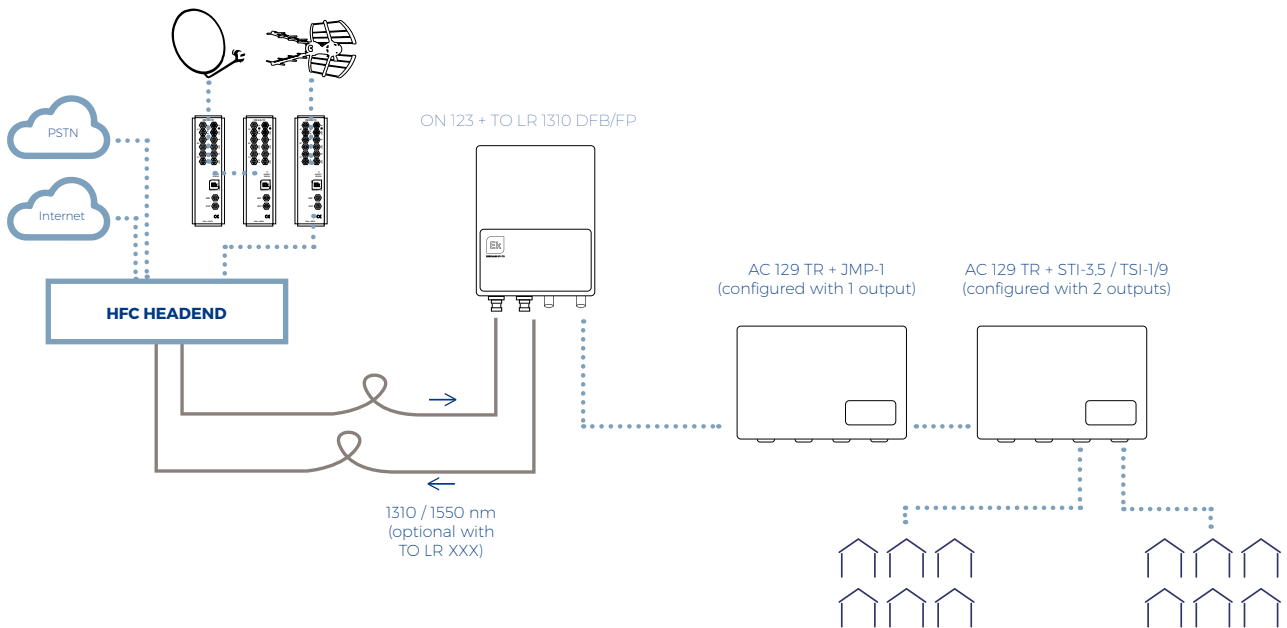 PSTN
Internet
HFC HEADEND
ON 123 + TO LR 1310 DFB/FP
Ek
AC 129 TR + JMP-1
(configured with 1 output)
AC 129 TR + STI-3,5 / TSI-1/9
(configured with 2 outputs)
1310 / 1550 nm
(optional with
TO LR XXX)